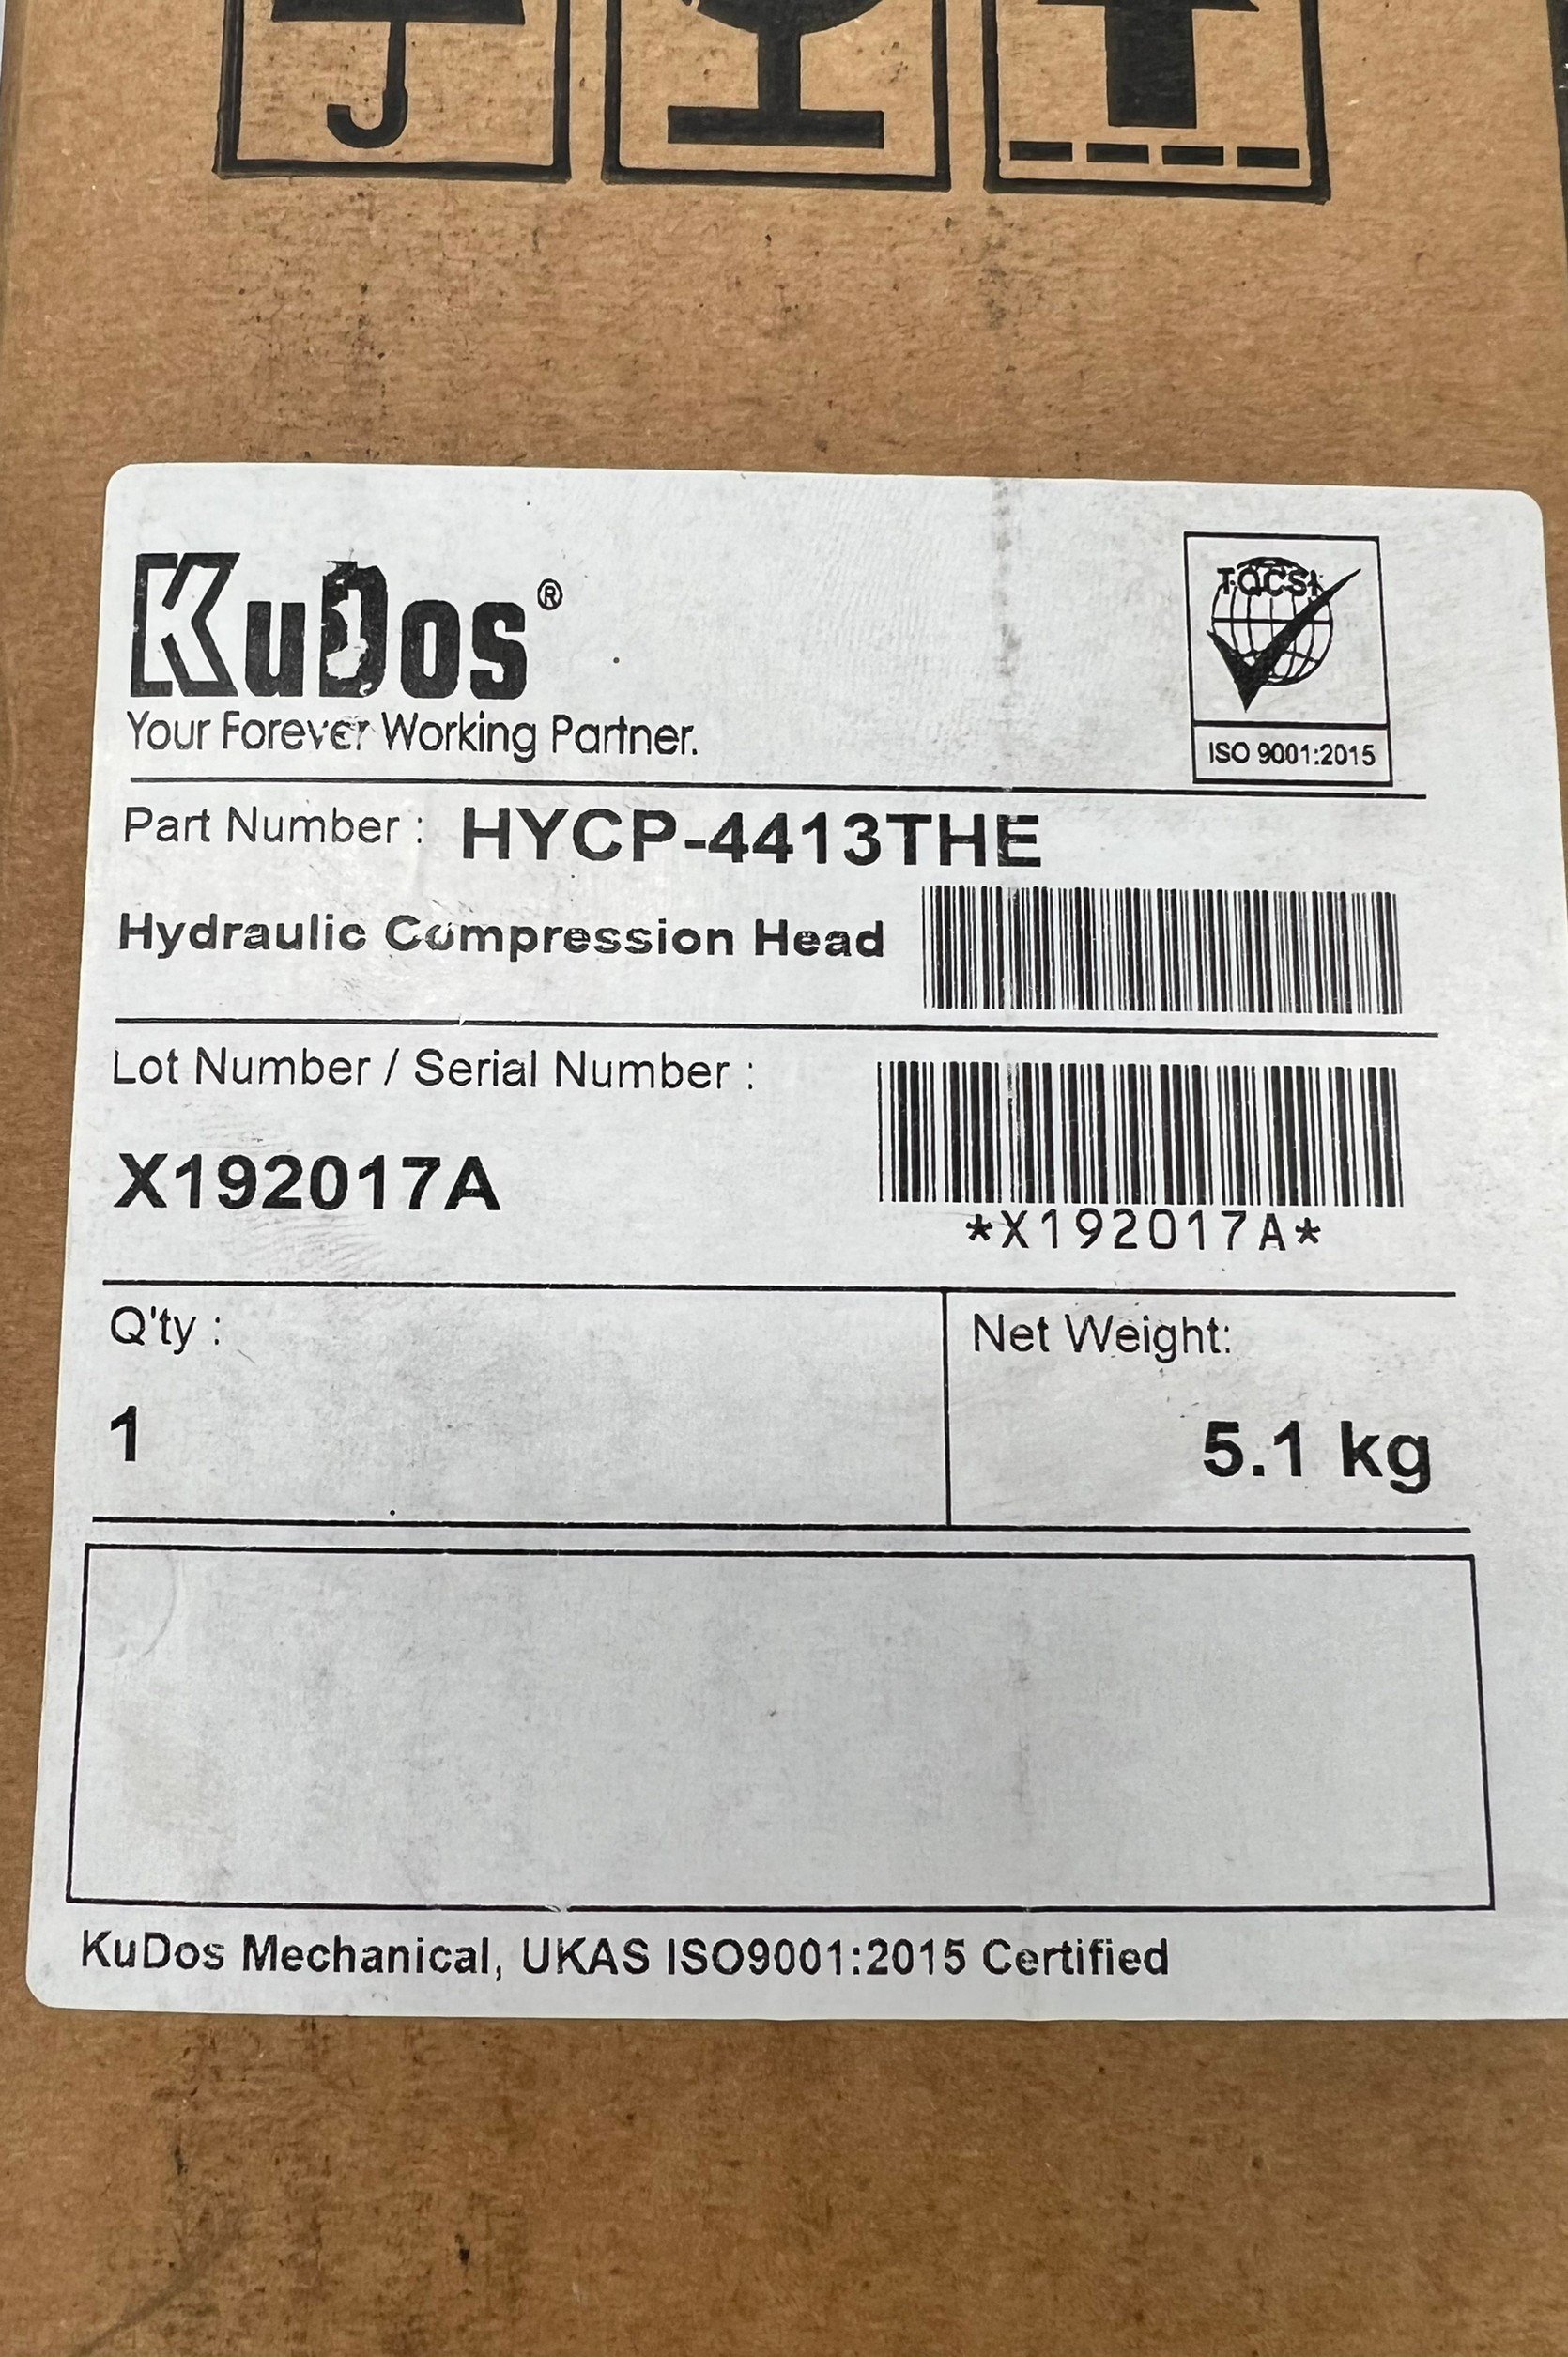 KuDos®
TQCSI
Your Forever Working Partner.
ISO 9001:2015
Part Number : HYCP-4413THE
Hydraulic Compression Head
Lot Number / Serial Number :
X192017A
*X192017A*
Q'ty :
Net Weight:
1
5.1 kg
KuDos Mechanical, UKAS ISO9001:2015 Certified